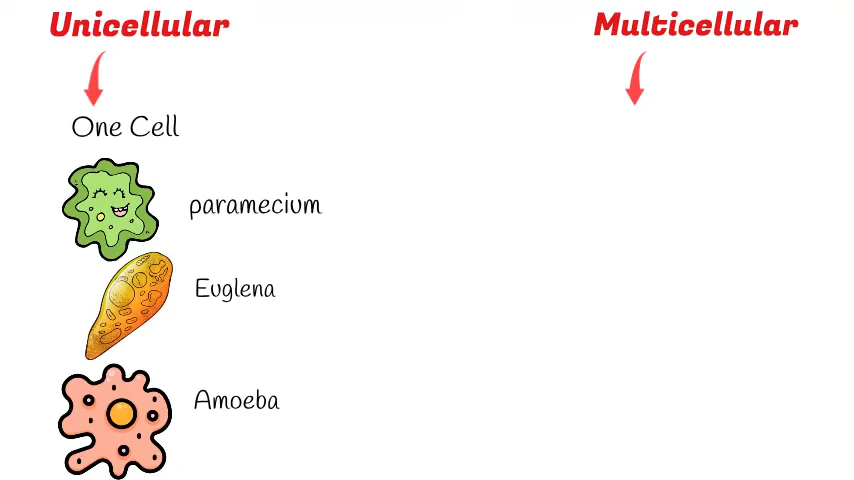 Unicellular
Multicellular
One Cell
paramecium
Euglena
Amoeba